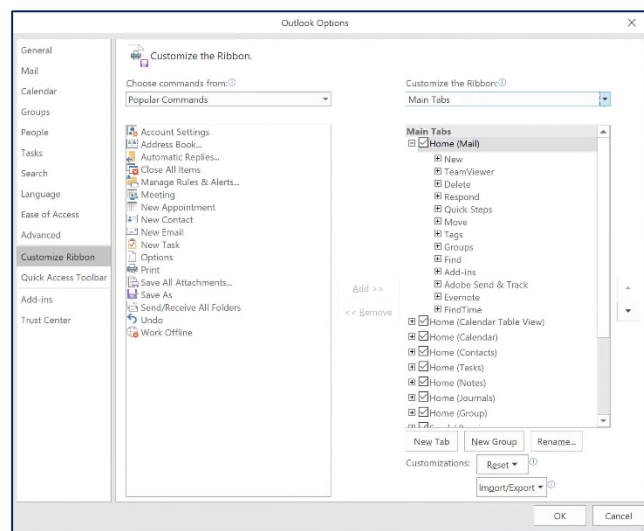 Outlook Options
General
Mail
Calendar
Groups
People
Tasks
Search
Language
Ease of Access
Advanced
Customize Ribbon
Quick Access Toolbar
Add-ins
Trust Center
Customize the Ribbon.
Choose commands from:
Popular Commands
Account Settings
Address Book...
Automatic Replies...
Close All Items
Manage Rules & Alerts...
Meeting
New Appointment
New Contact
New Email
New Task
Options
Print
Save All Attachments...
Save As
Send/Receive All Folders
Undo
Work Offline
Add >>
<< Remove
Customize the Ribbon:
Main Tabs
Main Tabs
Home (Mail)
New
TeamViewer
Delete
Respond
Quick Steps
Move
Tags
Groups
Find
Add-ins
Adobe Send & Track
Evernote
FindTime
Home (Calendar Table View)
Home (Calendar)
Home (Contacts)
Home (Tasks)
Home (Notes)
Home (Journals)
Home (Group)
New Tab
New Group
Rename...
Customizations:
Reset
Import/Export
OK
Cancel